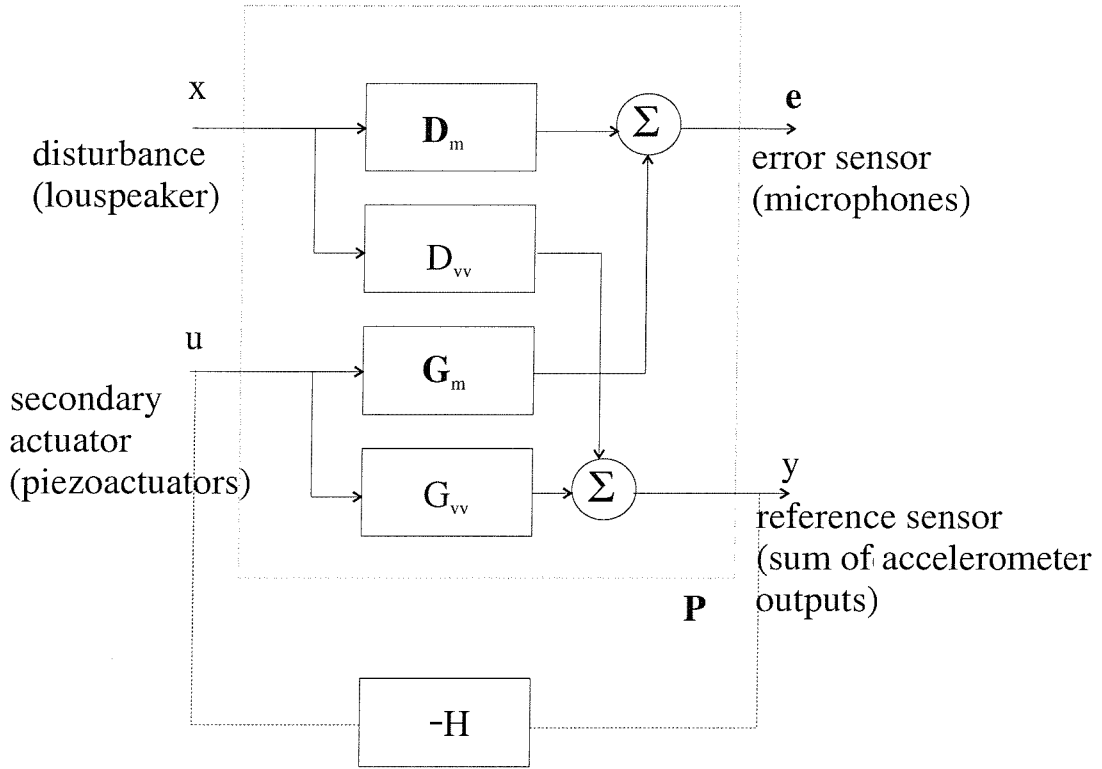 x
disturbance
(louspeaker)
D_m
Σ
e
error sensor
(microphones)
D_vv
u
secondary
actuator
(piezoactuators)
G_m
G_vv
Σ
y
reference sensor
(sum of accelerometer
outputs)
P
-H